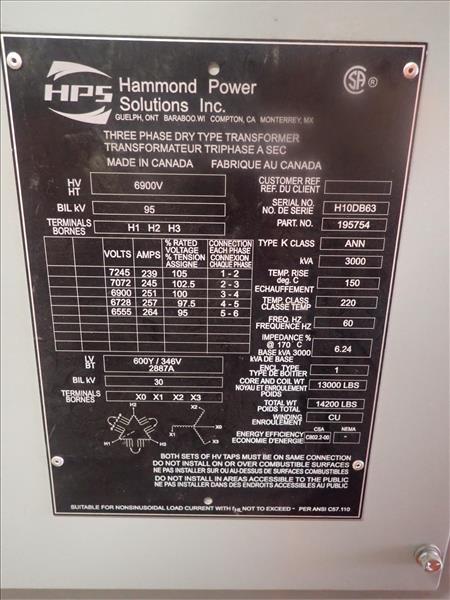 HPS
Hammond Power
Solutions Inc.
GUELPH, ONT BARABOO.WI COMPTON, CA MONTERREY, MX
SA ®
THREE PHASE DRY TYPE TRANSFORMER
TRANSFORMATEUR TRIPHASE A SEC
MADE IN CANADA FABRIQUE AU CANADA
HV
HT
6900V
BIL kV 95
TERMINALS
BORNES
H1 H2 H3
VOLTS AMPS % RATED VOLTAGE % TENSION ASSIGNE CONNECTION EACH PHASE CONNEXION CHAQUE PHASE
7245 239 105 1 - 2
7072 245 102.5 2 - 3
6900 251 100 3 - 4
6728 257 97.5 4 - 5
6555 264 95 5 - 6
LV
BT
600Y / 346V
2887A
BIL kV 30
TERMINALS
BORNES
X0 X1 X2 X3
H2
H1 H3
X2
X1 X0
X3
CUSTOMER REF
REF. DU CLIENT
SERIAL NO.
NO. DE SERIE
H10DB63
PART. NO. 195754
TYPE K CLASS ANN
kVA 3000
TEMP. RISE
deg. C
ECHAUFFEMENT
150
TEMP. CLASS
CLASSE TEMP
220
FREQ. HZ
FREQUENCE HZ
60
IMPEDANCE %
@ 170 C
BASE kVA 3000
kVA DE BASE
6.24
ENCL TYPE
TYPE DE BOITIER
1
CORE AND COIL WT
NOYAU ET ENROULEMENT
POIDS
13000 LBS
TOTAL WT
POIDS TOTAL
14200 LBS
WINDING
ENROULEMENT
CU
CSA NEMA
ENERGY EFFICIENCY
ECONOMIE D'ENERGIE
C802.2-00 -
BOTH SETS OF HV TAPS MUST BE ON SAME CONNECTION
DO NOT INSTALL ON OR OVER COMBUSTIBLE SURFACES
NE PAS INSTALLER SUR OU AU-DESSUS DE SURFACES COMBUSTIBLES
DO NOT INSTALL IN AREAS ACCESSIBLE TO THE PUBLIC
NE PAS INSTALLER DANS DES ENDROITS ACCESSIBLES AU PUBLIC
SUITABLE FOR NONSINUSOIDAL LOAD CURRENT WITH fHL NOT TO EXCEED - PER ANSI C57.110